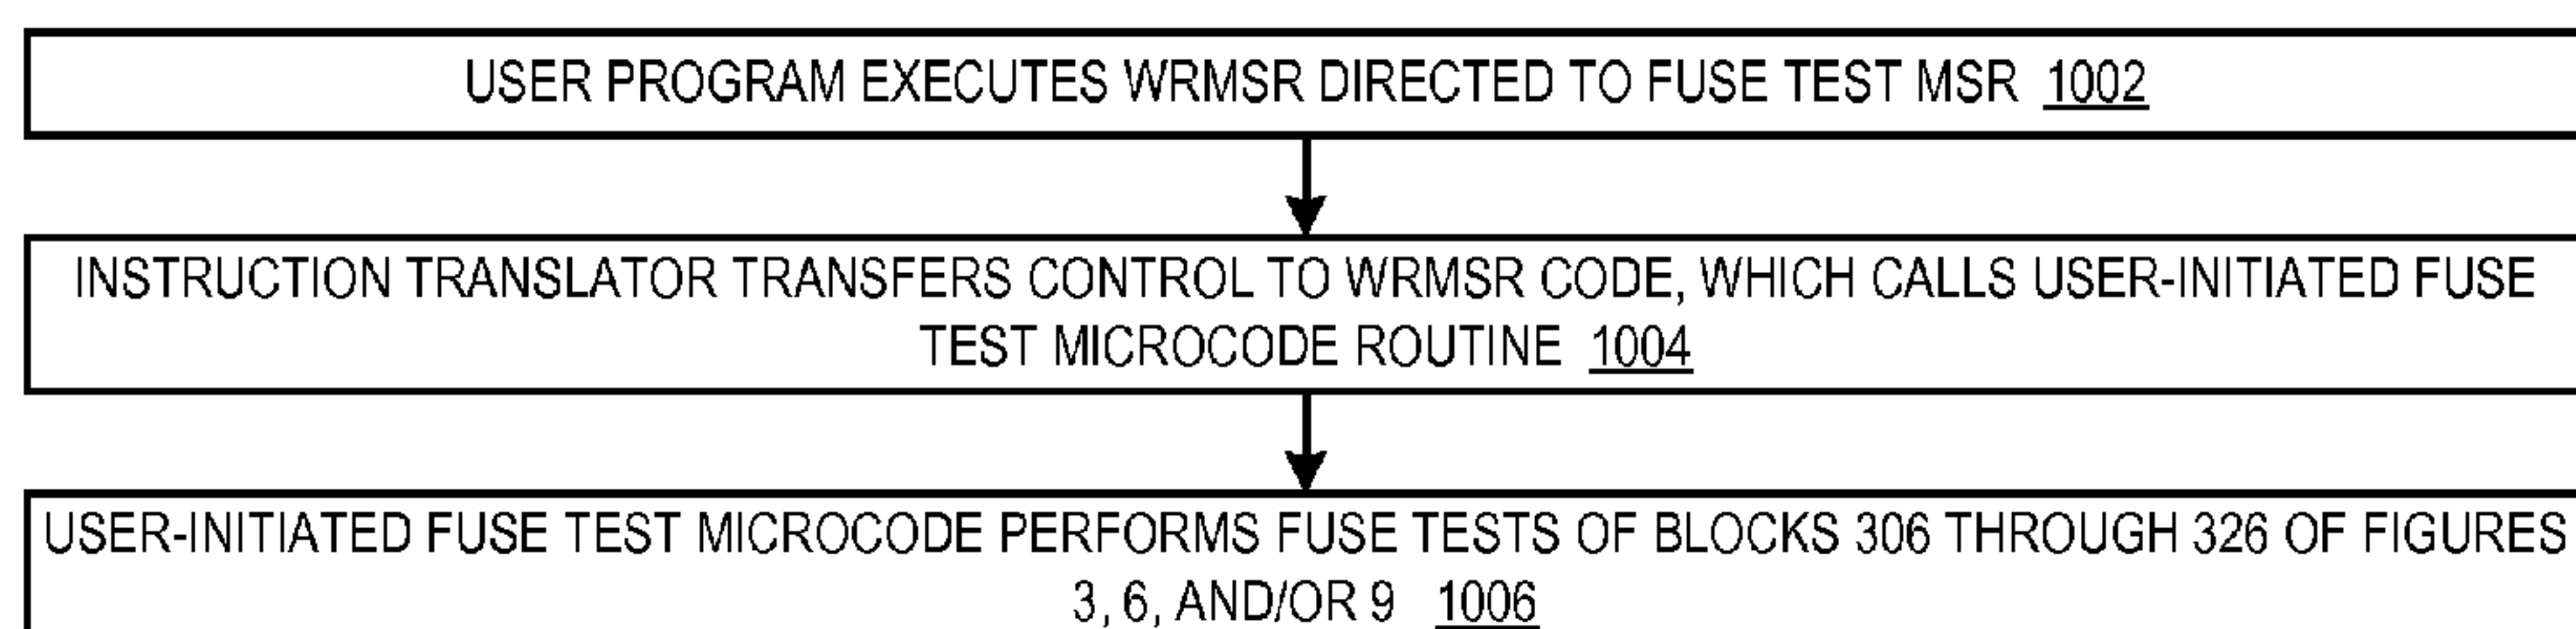 USER PROGRAM EXECUTES WRMSR DIRECTED TO FUSE TEST MSR 1002
INSTRUCTION TRANSLATOR TRANSFERS CONTROL TO WRMSR CODE, WHICH CALLS USER-INITIATED FUSE
TEST MICROCODE ROUTINE 1004
USER-INITIATED FUSE TEST MICROCODE PERFORMS FUSE TESTS OF BLOCKS 306 THROUGH 326 OF FIGURES
3, 6, AND/OR 9 1006